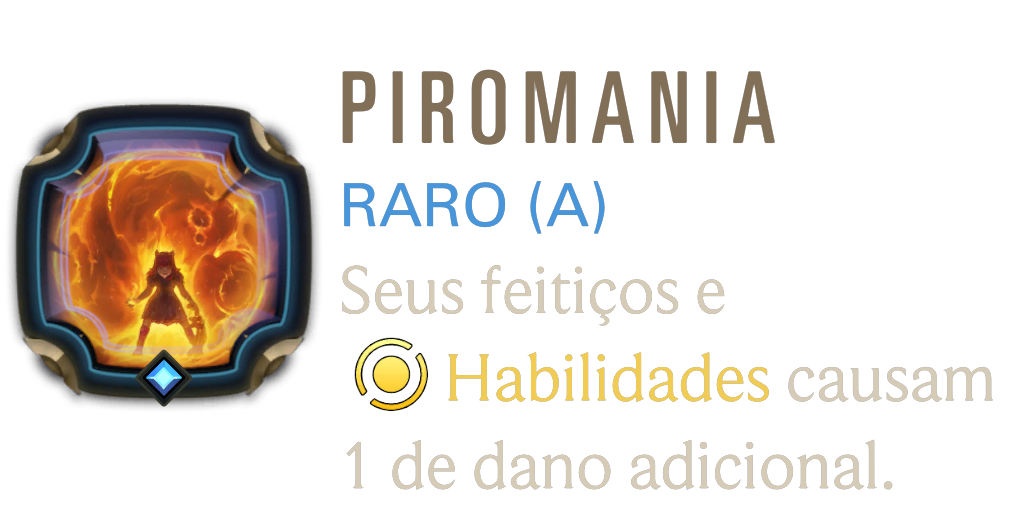 PIROMANIA
RARO (A)
Seus feitiços e
Habilidades causam
1 de dano adicional.